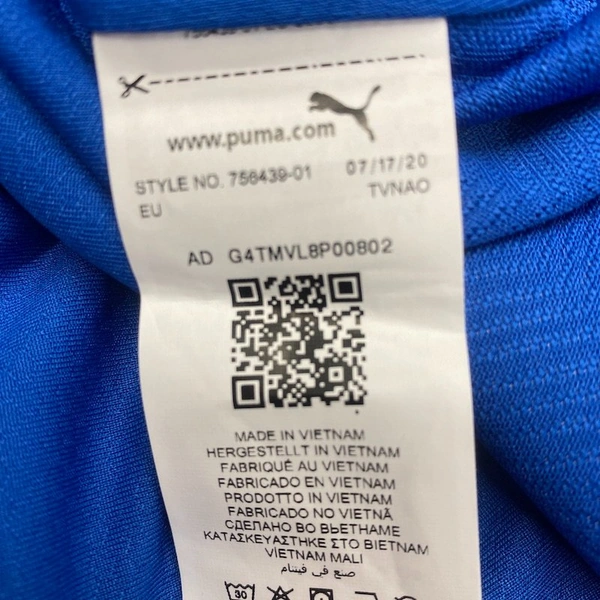 www.puma.com
STYLE NO. 756439-01 07/17/20
EU TVNAO
AD G4TMVL8P00802
MADE IN VIETNAM
HERGESTELLT IN VIETNAM
FABRIQUÉ AU VIETNAM
FABRICADO EN VIETNAM
PRODOTTO IN VIETNAM
FABRICADO NO VIETNÃ
СДЕЛАНО ВО ВЬЕТНАМЕ
ΚΑΤΑΣΚΕΥΑΣΤΗΚΕ ΣΤΟ ΒΙΕΤΝΑΜ
VİETNAM MALI
صنع في فيتنام
30